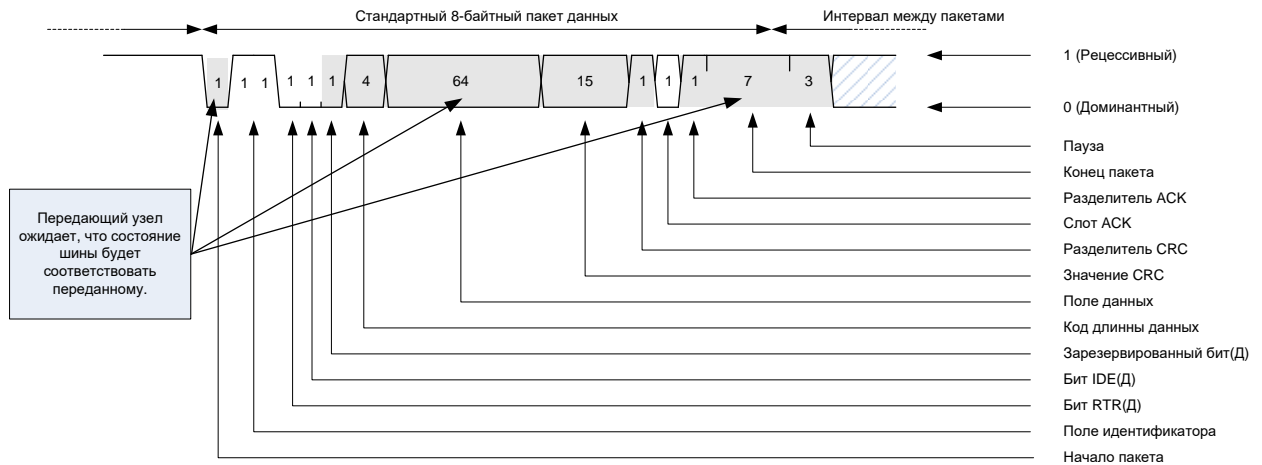 Стандартный 8-байтный пакет данных
Интервал между пакетами
1 1 1 1 1 1 4 64 15 1 1 1 7 3
1 (Рецессивный)
0 (Доминантный)
Пауза
Конец пакета
Разделитель ACK
Слот ACK
Разделитель CRC
Значение CRC
Поле данных
Код длинны данных
Зарезервированный бит(Д)
Бит IDE(Д)
Бит RTR(Д)
Поле идентификатора
Начало пакета
Передающий узел
ожидает, что состояние
шины будет
соответствовать
переданному.